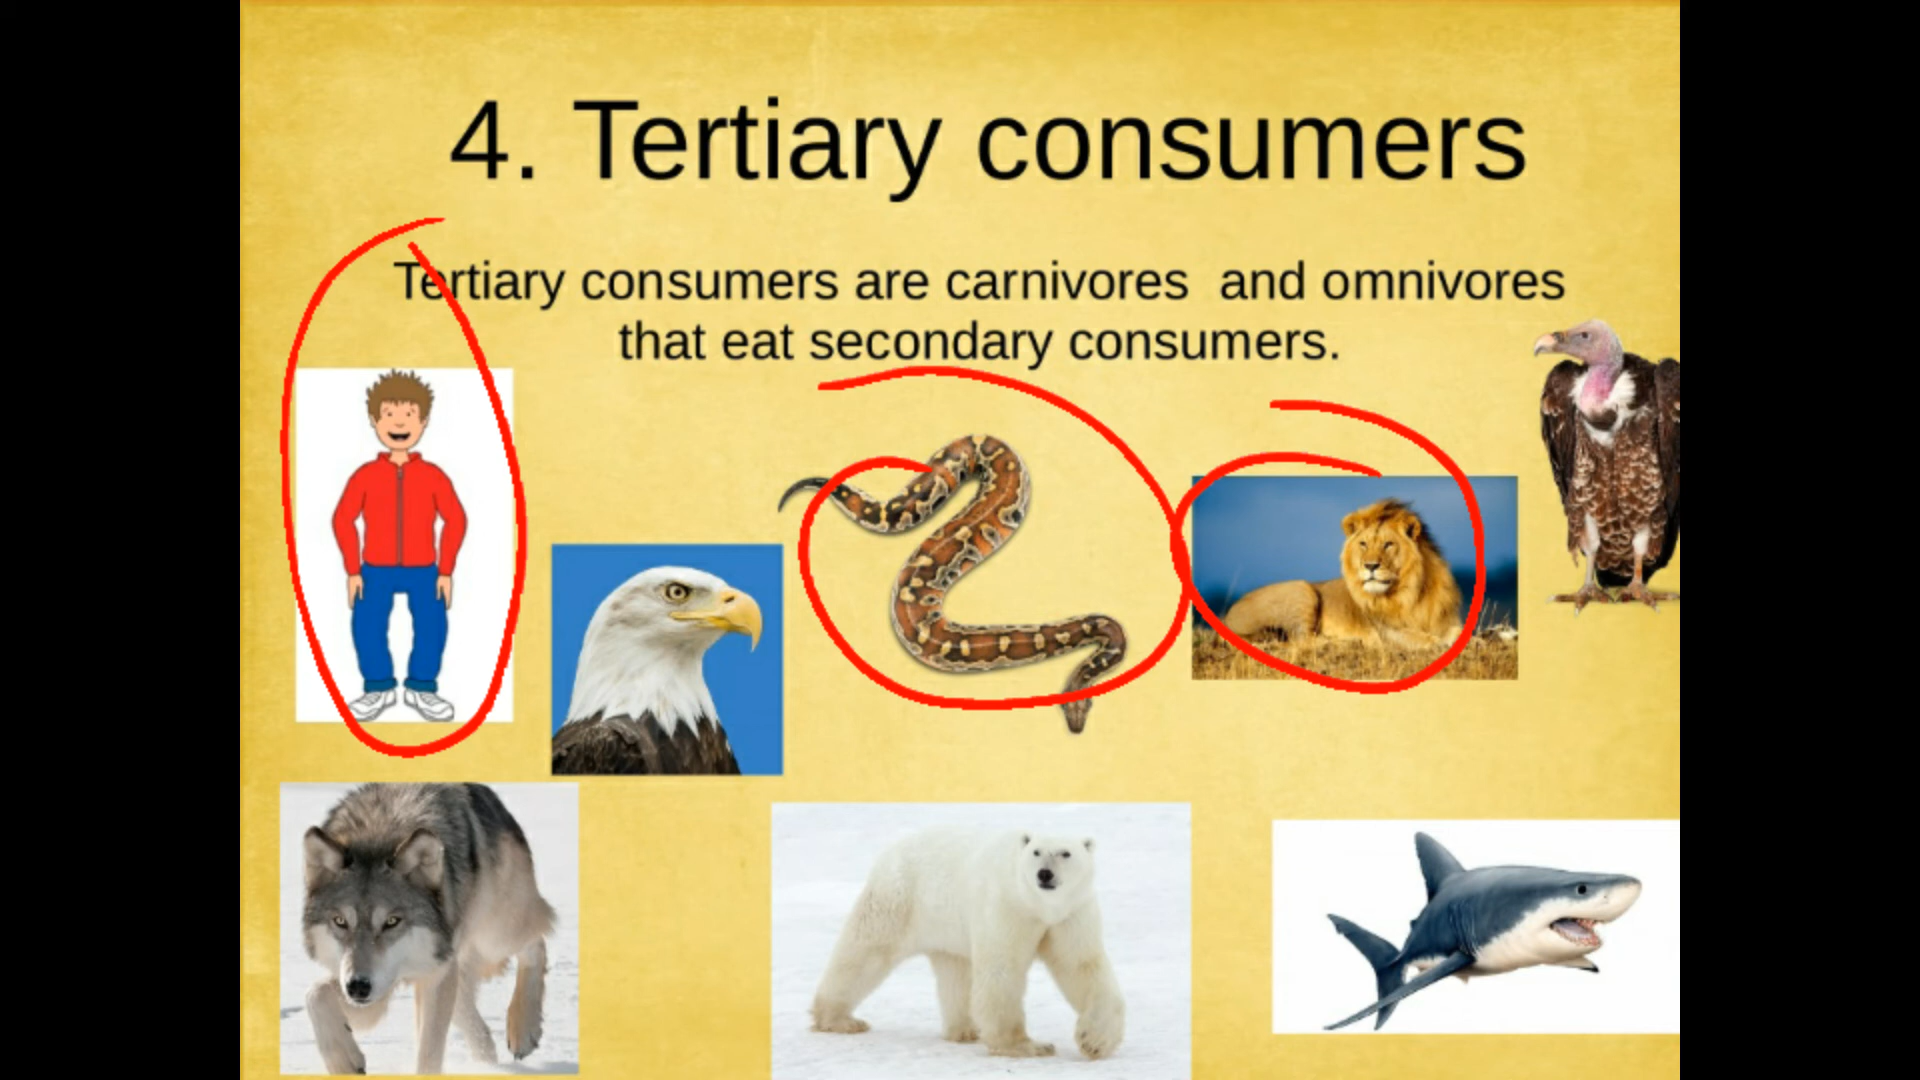 4. Tertiary consumers
Tertiary consumers are carnivores and omnivores
that eat secondary consumers.